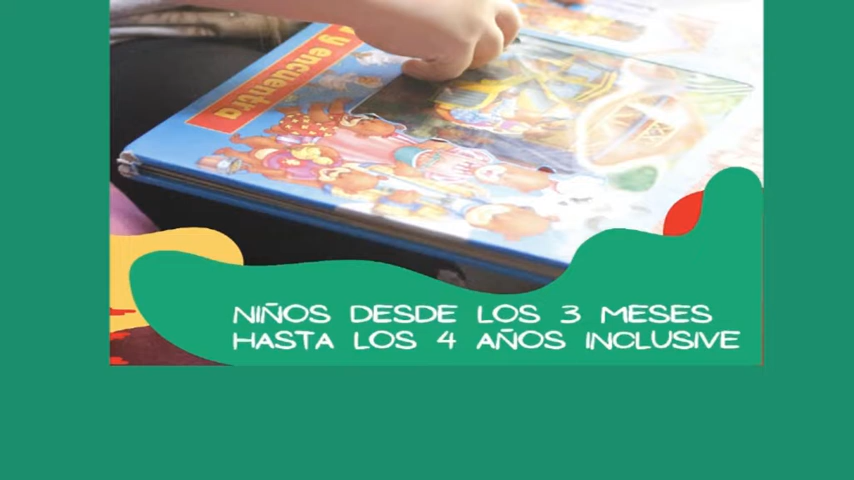 y encuentra
NIÑOS DESDE LOS 3 MESES
HASTA LOS 4 AÑOS INCLUSIVE